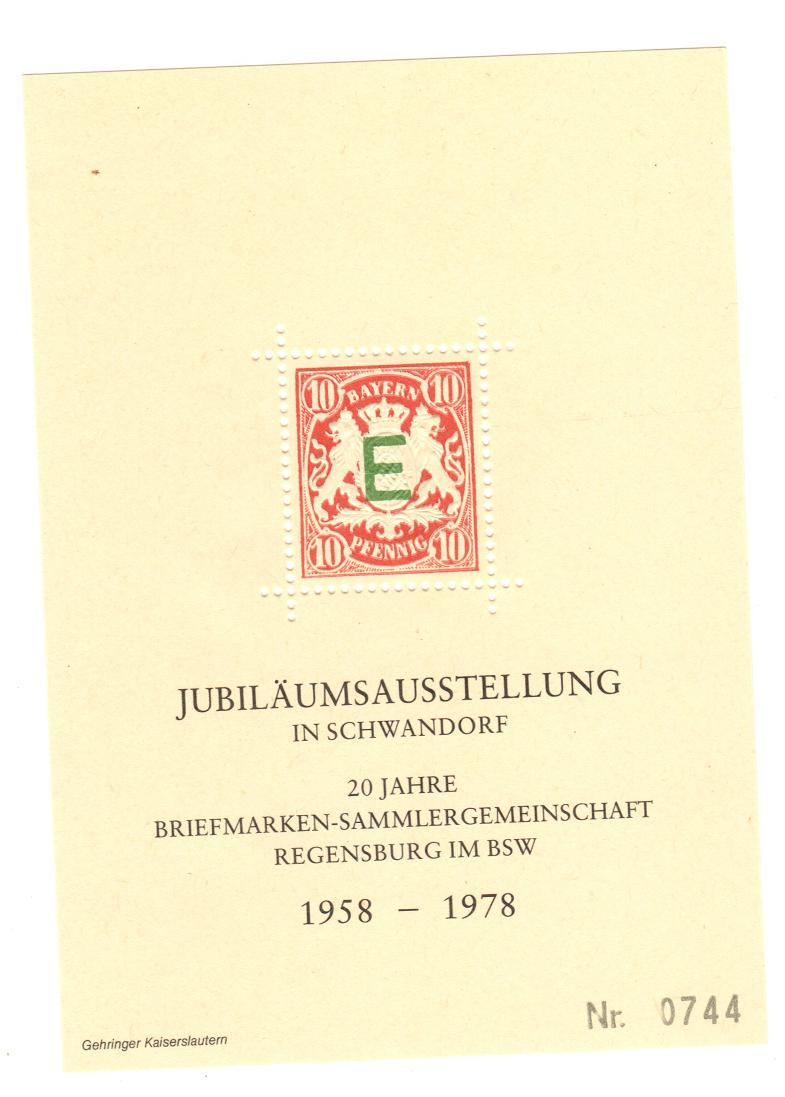 10 BAYERN 10
E
10 PFENNIG 10
JUBILÄUMSAUSSTELLUNG
IN SCHWANDORF
20 JAHRE
BRIEFMARKEN-SAMMLERGEMEINSCHAFT
REGENSBURG IM BSW
1958 – 1978
Nr. 0744
Gehringer Kaiserslautern